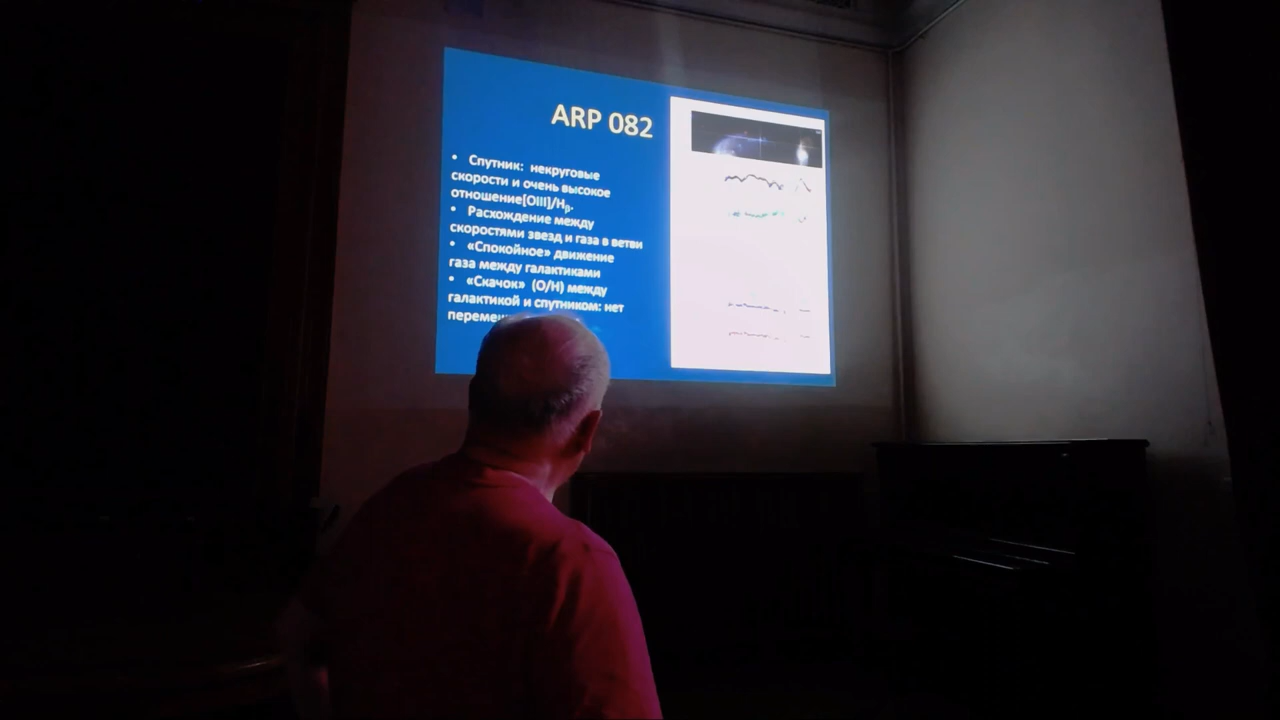 ARP 082
• Спутник: некруговые
скорости и очень высокое
отношение[OIII]/Hβ.
• Расхождение между
скоростями звезд и газа в ветви
• «Спокойное» движение
газа между галактиками
• «Скачок» (O/H) между
галактикой и спутником: нет